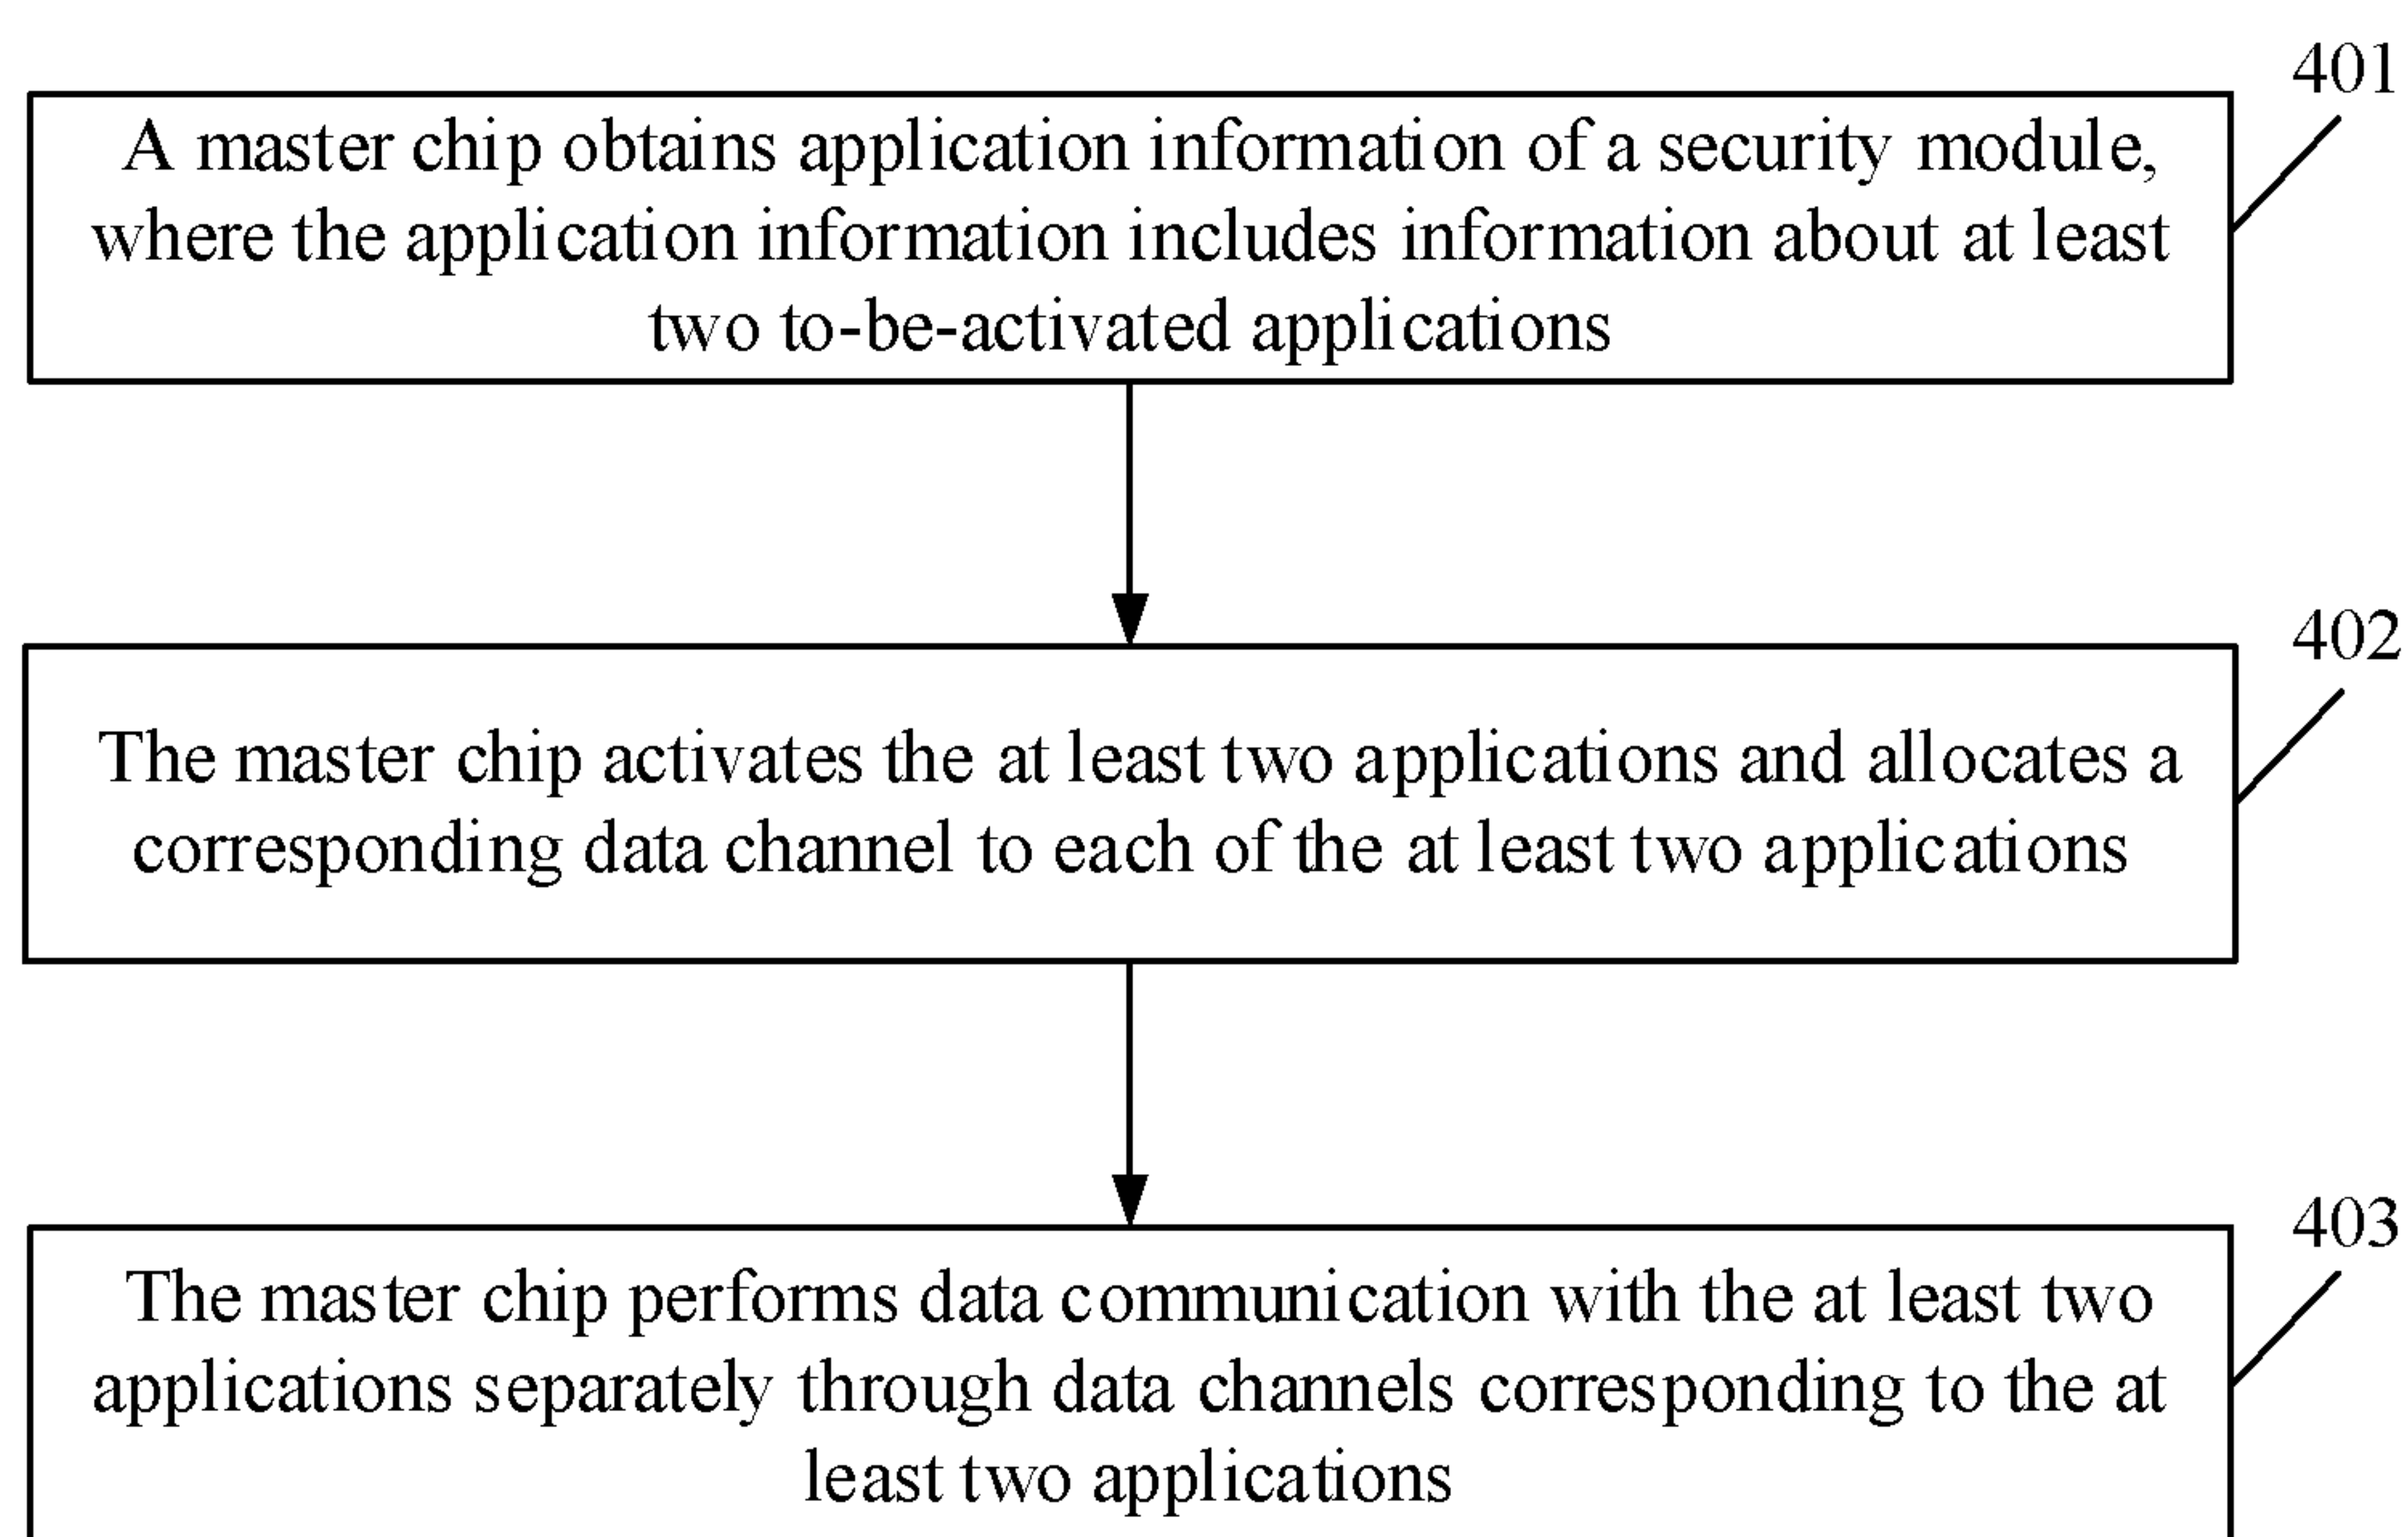 401
A master chip obtains application information of a security module,
where the application information includes information about at least
two to-be-activated applications
402
The master chip activates the at least two applications and allocates a
corresponding data channel to each of the at least two applications
403
The master chip performs data communication with the at least two
applications separately through data channels corresponding to the at
least two applications